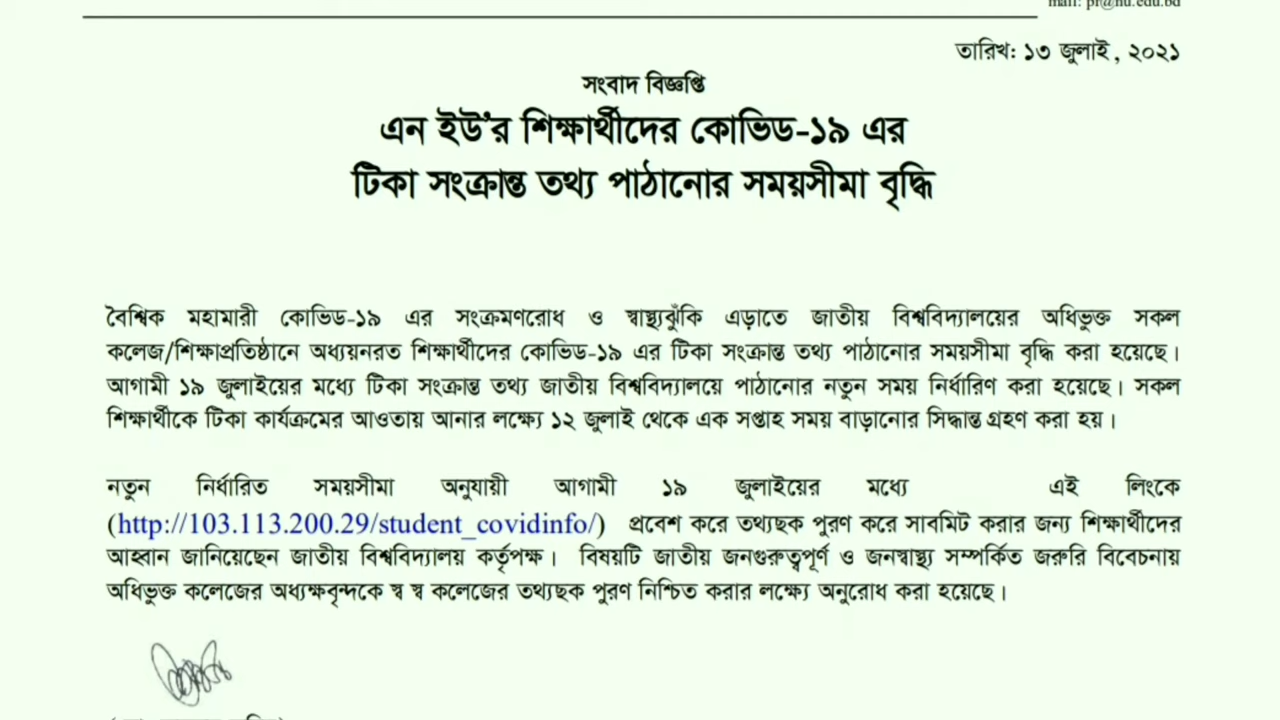 mail: pr@nu.edu.bd
তারিখ: ১৩ জুলাই, ২০২১
সংবাদ বিজ্ঞপ্তি
এন ইউ'র শিক্ষার্থীদের কোভিড-১৯ এর
টিকা সংক্রান্ত তথ্য পাঠানোর সময়সীমা বৃদ্ধি
বৈশ্বিক মহামারী কোভিড-১৯ এর সংক্রমণরোধ ও স্বাস্থ্যঝুঁকি এড়াতে জাতীয় বিশ্ববিদ্যালয়ের অধিভুক্ত সকল
কলেজ/শিক্ষাপ্রতিষ্ঠানে অধ্যয়নরত শিক্ষার্থীদের কোভিড-১৯ এর টিকা সংক্রান্ত তথ্য পাঠানোর সময়সীমা বৃদ্ধি করা হয়েছে।
আগামী ১৯ জুলাইয়ের মধ্যে টিকা সংক্রান্ত তথ্য জাতীয় বিশ্ববিদ্যালয়ে পাঠানোর নতুন সময় নির্ধারিণ করা হয়েছে। সকল
শিক্ষার্থীকে টিকা কার্যক্রমের আওতায় আনার লক্ষ্যে ১২ জুলাই থেকে এক সপ্তাহ সময় বাড়ানোর সিদ্ধান্ত গ্রহণ করা হয়।
নতুন নির্ধারিত সময়সীমা অনুযায়ী আগামী ১৯ জুলাইয়ের মধ্যে এই লিংকে
(http://103.113.200.29/student_covidinfo/) প্রবেশ করে তথ্যছক পুরণ করে সাবমিট করার জন্য শিক্ষার্থীদের
আহ্বান জানিয়েছেন জাতীয় বিশ্ববিদ্যালয় কর্তৃপক্ষ। বিষয়টি জাতীয় জনগুরুত্বপূর্ণ ও জনস্বাস্থ্য সম্পর্কিত জরুরি বিবেচনায়
অধিভুক্ত কলেজের অধ্যক্ষবৃন্দকে স্ব স্ব কলেজের তথ্যছক পুরণ নিশ্চিত করার লক্ষ্যে অনুরোধ করা হয়েছে।